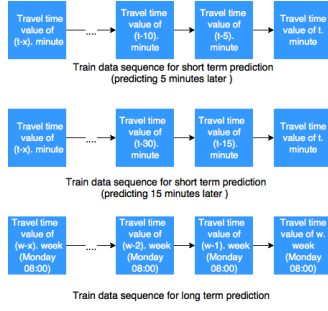 Travel time
value of
(t-x). minute
....
Travel time
value of
(t-10).
minute
Travel time
value of
(t-5).
minute
Travel time
value of t.
minute
Train data sequence for short term prediction
(predicting 5 minutes later )
Travel time
value of
(t-x). minute
....
Travel time
value of
(t-30).
minute
Travel time
value of
(t-15).
minute
Travel time
value of t.
minute
Train data sequence for short term prediction
(predicting 15 minutes later )
Travel time
value of
(w-x). week
(Monday
08:00)
....
Travel time
value of
(w-2). week
(Monday
08:00)
Travel time
value of
(w-1). week
(Monday
08:00)
Travel time
value of w.
week
(Monday
08:00)
Train data sequence for long term prediction